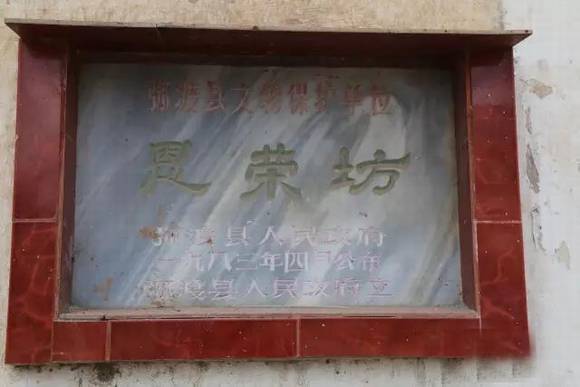 弥渡县文物保护单位
恩荣坊
弥渡县人民政府
一九八三年四月公布
弥渡县人民政府立